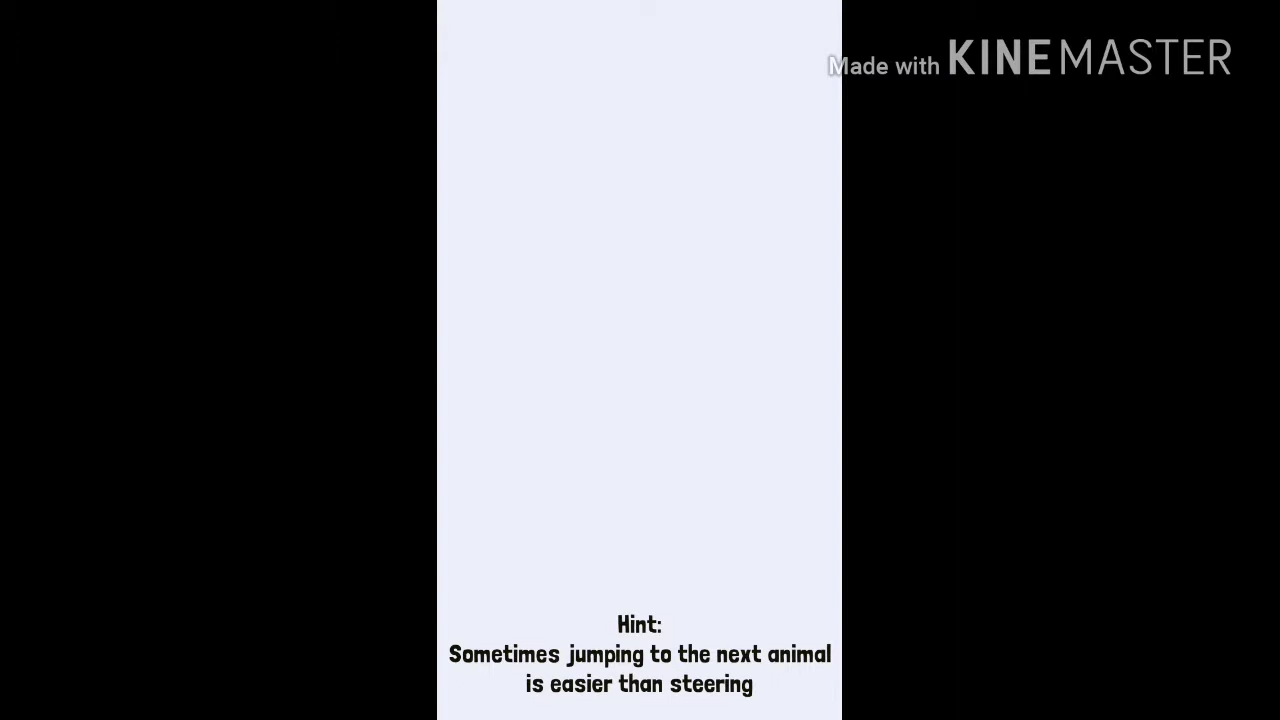 Made with KINEMASTER
Hint:
Sometimes jumping to the next animal
is easier than steering